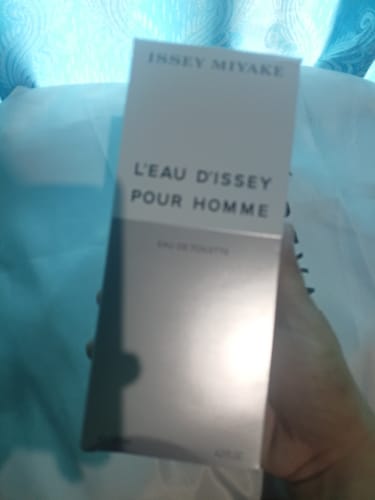 ISSEY MIYAKE
L'EAU D'ISSEY
POUR HOMME
EAU DE TOILETTE